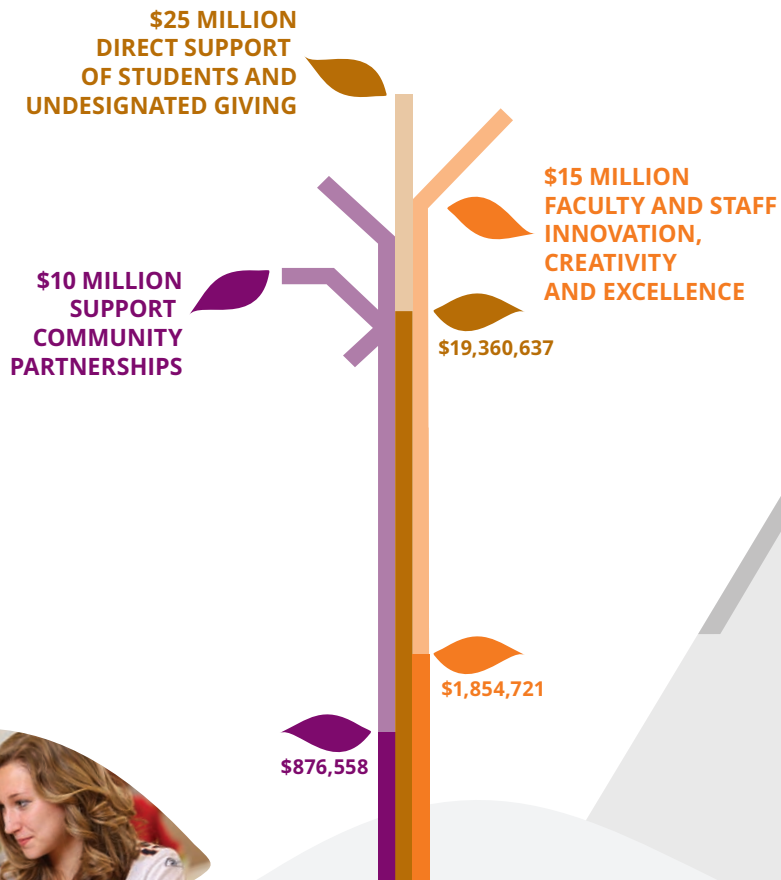 $25 MILLION
DIRECT SUPPORT
OF STUDENTS AND
UNDESIGNATED GIVING
$15 MILLION
FACULTY AND STAFF
INNOVATION,
CREATIVITY
AND EXCELLENCE
$10 MILLION
SUPPORT
COMMUNITY
PARTNERSHIPS
$19,360,637
$1,854,721
$876,558